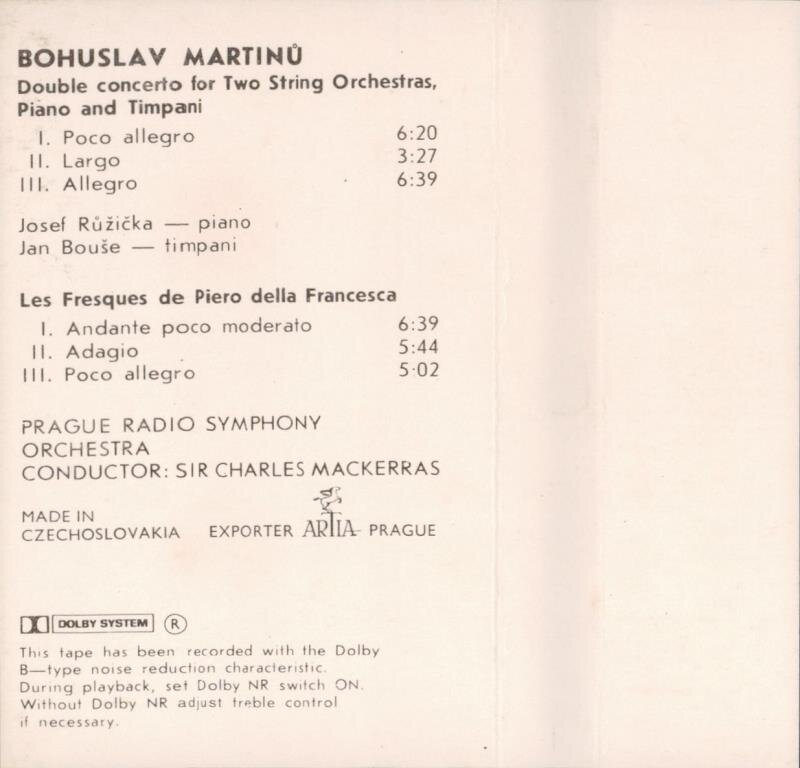 BOHUSLAV MARTINŮ
Double concerto for Two String Orchestras,
Piano and Timpani
I. Poco allegro 6:20
II. Largo 3:27
III. Allegro 6:39
Josef Růžička — piano
Jan Bouše — timpani
Les Fresques de Piero della Francesca
I. Andante poco moderato 6:39
II. Adagio 5:44
III. Poco allegro 5:02
PRAGUE RADIO SYMPHONY
ORCHESTRA
CONDUCTOR: SIR CHARLES MACKERRAS
MADE IN
CZECHOSLOVAKIA EXPORTER ARTIA PRAGUE
DOLBY SYSTEM ®
This tape has been recorded with the Dolby
B—type noise reduction characteristic.
During playback, set Dolby NR switch ON.
Without Dolby NR adjust treble control
if necessary.